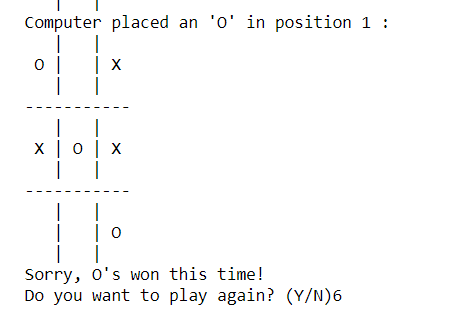 Computer placed an 'O' in position 1 :
| |
O | | X
| |
-----------
| |
X | O | X
| |
-----------
| |
| | O
| |
Sorry, O's won this time!
Do you want to play again? (Y/N)6